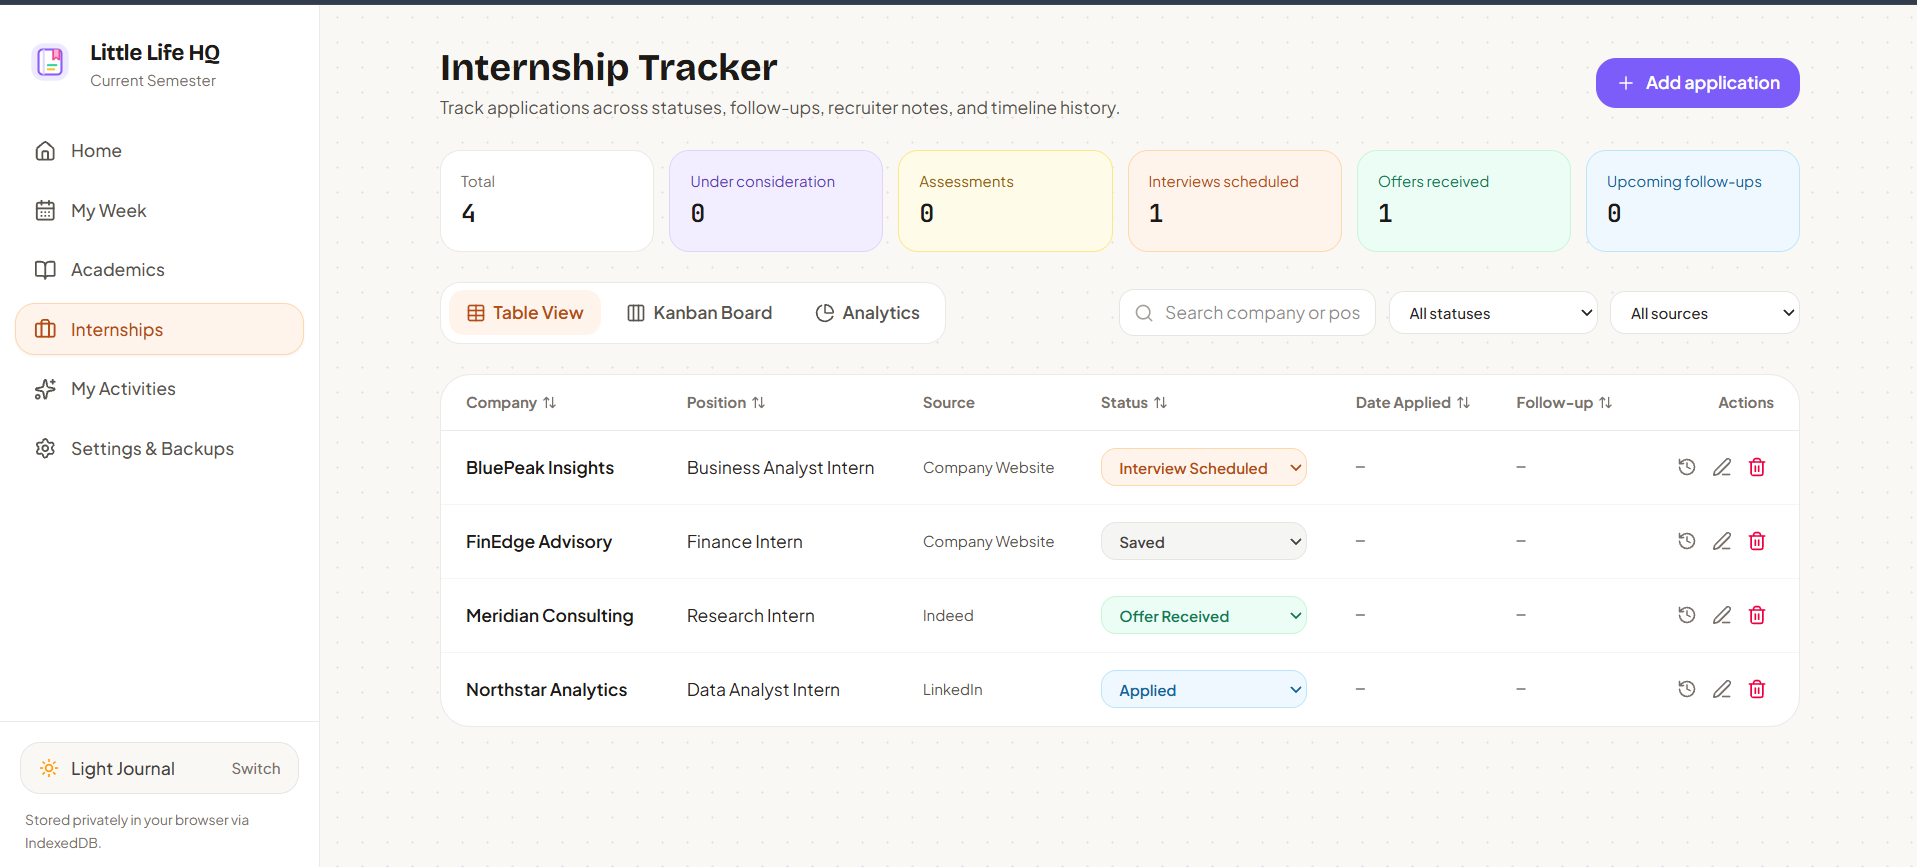 Little Life HQ
Current Semester
Home
My Week
Academics
Internships
My Activities
Settings & Backups
Light Journal Switch
Stored privately in your browser via
IndexedDB.
Internship Tracker
Track applications across statuses, follow-ups, recruiter notes, and timeline history.
+ Add application
Total
4
Under consideration
0
Assessments
0
Interviews scheduled
1
Offers received
1
Upcoming follow-ups
0
Table View Kanban Board Analytics
Search company or pos All statuses All sources
Company Position Source Status Date Applied Follow-up Actions
BluePeak Insights Business Analyst Intern Company Website Interview Scheduled – –
FinEdge Advisory Finance Intern Company Website Saved – –
Meridian Consulting Research Intern Indeed Offer Received – –
Northstar Analytics Data Analyst Intern LinkedIn Applied – –